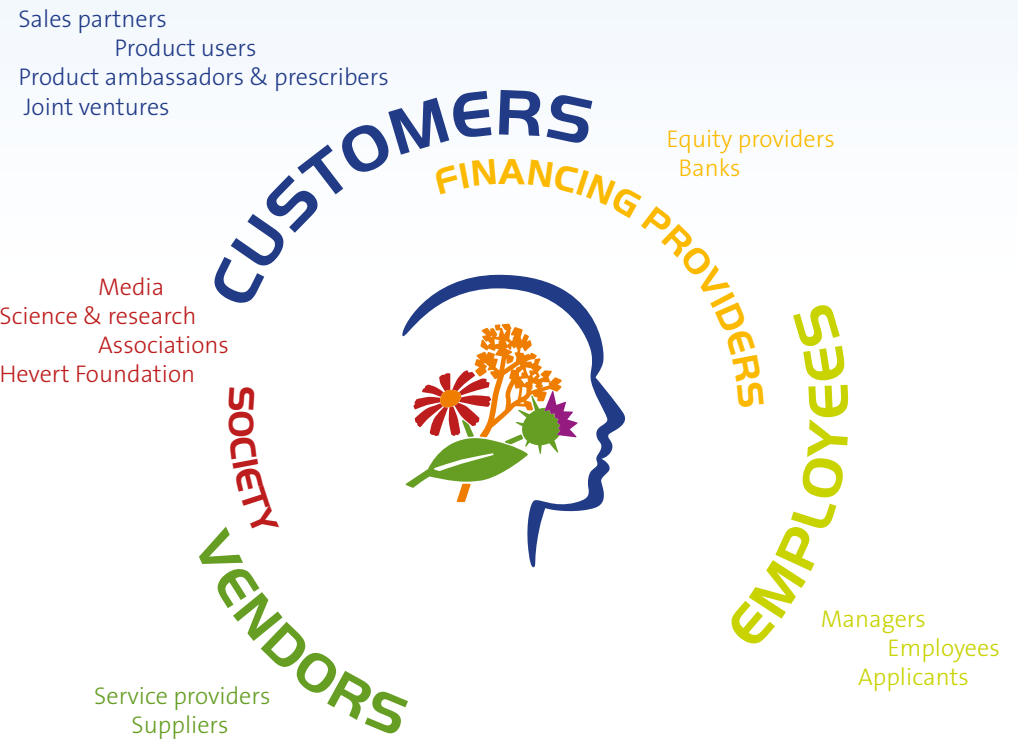 Sales partners
Product users
Product ambassadors & prescribers
Joint ventures
CUSTOMERS
Equity providers
Banks
FINANCING PROVIDERS
Media
Science & research
Associations
Hevert Foundation
SOCIETY
EMPLOYEES
Managers
Employees
Applicants
VENDORS
Service providers
Suppliers